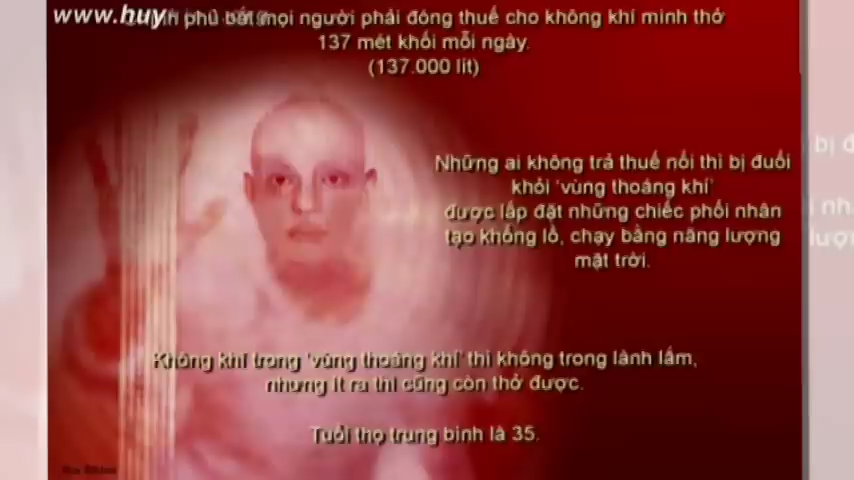 www.huy
phủ bắt mọi người phải đóng thuế cho không khí mình thở
137 mét khối mỗi ngày.
(137.000 lít)
Những ai không trả thuế nổi thì bị đuổi
khỏi 'vùng thoáng khí'
được lắp đặt những chiếc phổi nhân
tạo khổng lồ, chạy bằng năng lượng
mặt trời.
Không khí trong 'vùng thoáng khí' thì không trong lành lắm,
nhưng ít ra thì cũng còn thở được.
Tuổi thọ trung bình là 35.
bị đ
nh
lượn